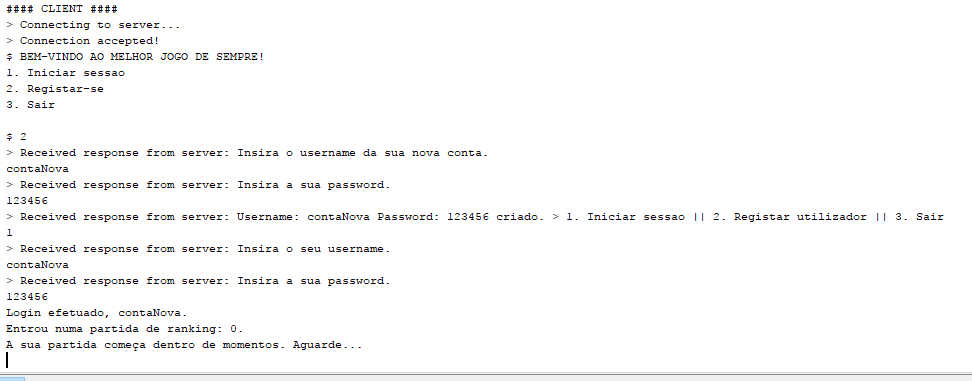 #### CLIENT ####
> Connecting to server...
> Connection accepted!
$ BEM-VINDO AO MELHOR JOGO DE SEMPRE!
1. Iniciar sessao
2. Registar-se
3. Sair
$ 2
> Received response from server: Insira o username da sua nova conta.
contaNova
> Received response from server: Insira a sua password.
123456
> Received response from server: Username: contaNova Password: 123456 criado. > 1. Iniciar sessao || 2. Registar utilizador || 3. Sair
1
> Received response from server: Insira o seu username.
contaNova
> Received response from server: Insira a sua password.
123456
Login efetuado, contaNova.
Entrou numa partida de ranking: 0.
A sua partida começa dentro de momentos. Aguarde...